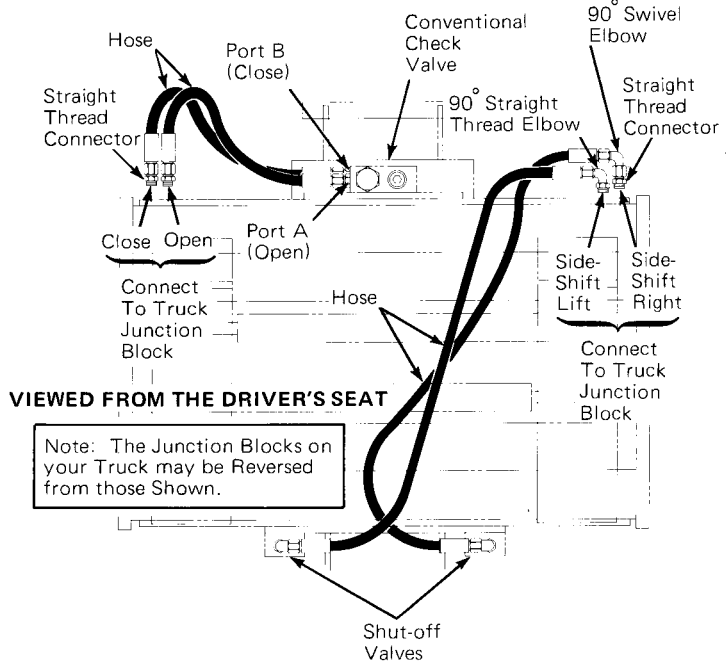 Hose
Port B
(Close)
Conventional
Check
Valve
90° Swivel
Elbow
Straight
Thread
Connector
90° Straight
Thread Elbow
Straight
Thread
Connector
Close Open
Port A
(Open)
Side-
Shift
Lift
Side-
Shift
Right
Connect
To Truck
Junction
Block
Hose
Connect
To Truck
Junction
Block
VIEWED FROM THE DRIVER'S SEAT
Note: The Junction Blocks on
your Truck may be Reversed
from those Shown.
Shut-off
Valves